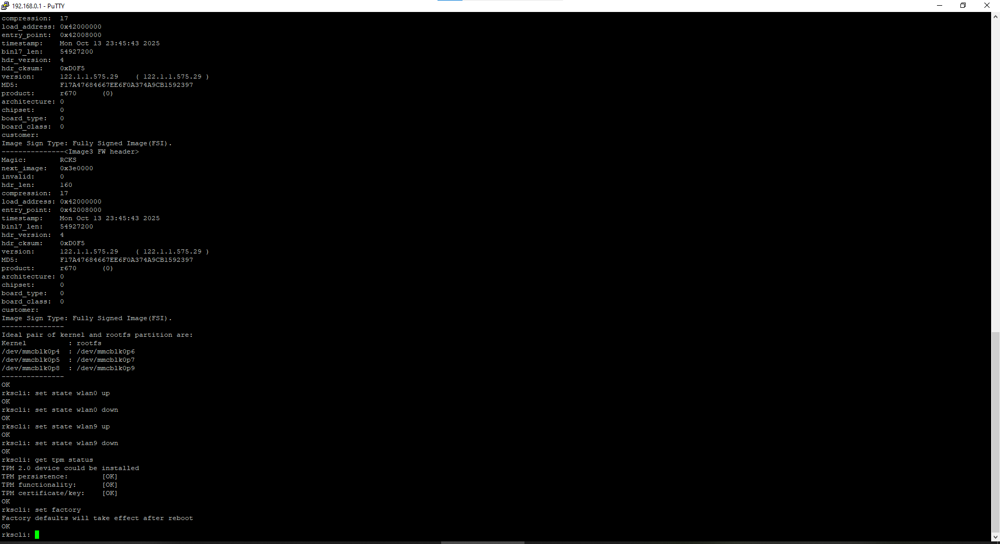 192.168.0.1 - PuTTY
compression:  l7
load_address: 0x42000000
entry_point:  0x42008000
timestamp:    Mon Oct 13 23:45:43 2025
binl7_len:    54927200
hdr_version:  4
hdr_cksum:    0xD0F5
version:      122.1.1.575.29    ( 122.1.1.575.29 )
MD5:          F17A47684667EE6F0A374A9CB1592397
product:      r670      (0)
architecture: 0
chipset:      0
board_type:   0
board_class:  0
customer:
Image Sign Type: Fully Signed Image(FSI).
---------------<Image3 FW header>
Magic:        RCKS
next_image:   0x3e0000
invalid:      0
hdr_len:      160
compression:  l7
load_address: 0x42000000
entry_point:  0x42008000
timestamp:    Mon Oct 13 23:45:43 2025
binl7_len:    54927200
hdr_version:  4
hdr_cksum:    0xD0F5
version:      122.1.1.575.29    ( 122.1.1.575.29 )
MD5:          F17A47684667EE6F0A374A9CB1592397
product:      r670      (0)
architecture: 0
chipset:      0
board_type:   0
board_class:  0
customer:
Image Sign Type: Fully Signed Image(FSI).
---------------
Ideal pair of kernel and rootfs partition are:
Kernel          : rootfs
/dev/mmcblk0p4  : /dev/mmcblk0p6
/dev/mmcblk0p5  : /dev/mmcblk0p7
/dev/mmcblk0p8  : /dev/mmcblk0p9
---------------
OK
rkscli: set state wlan0 up
OK
rkscli: set state wlan0 down
OK
rkscli: set state wlan9 up
OK
rkscli: set state wlan9 down
OK
rkscli: get tpm status
TPM 2.0 device could be installed
TPM persistence:        [OK]
TPM functionality:      [OK]
TPM certificate/key:    [OK]
OK
rkscli: set factory
Factory defaults will take effect after reboot
OK
rkscli: